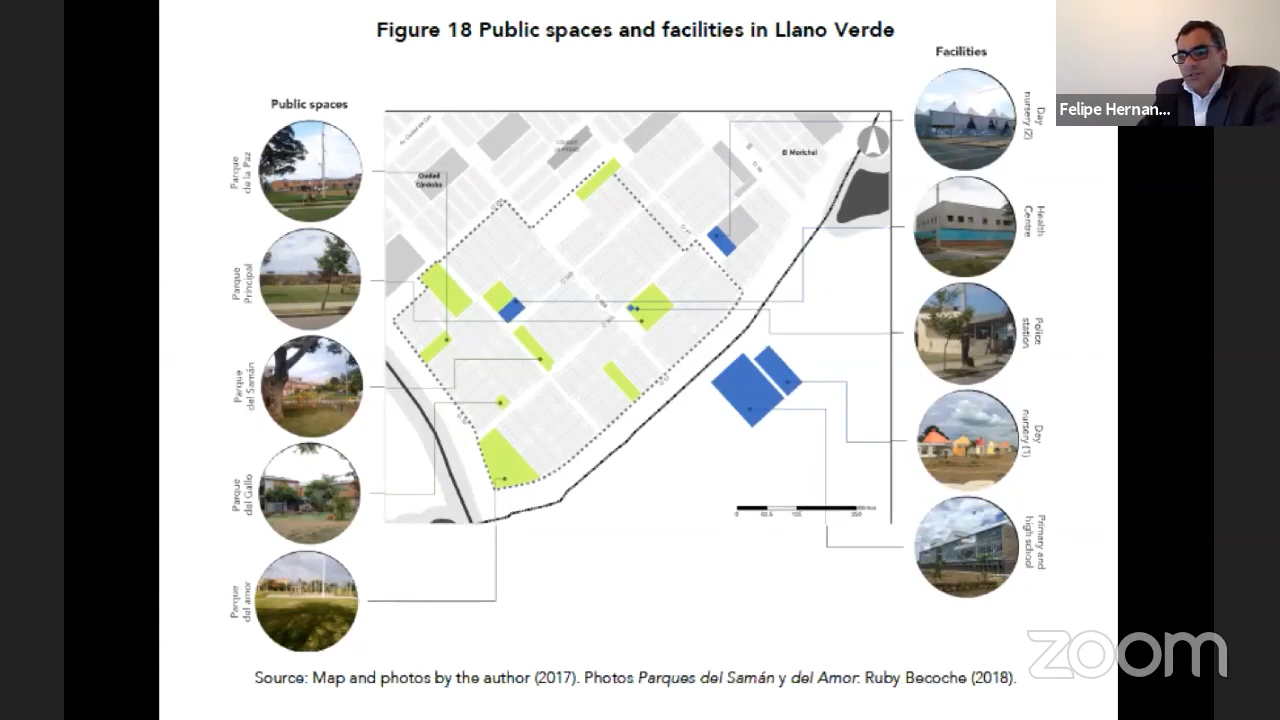 Figure 18 Public spaces and facilities in Llano Verde
Felipe Hernan...
Public spaces
Parque
de la Paz
Parque
Principal
Parque
del Samán
Parque
del Gallo
Parque
del amor
Ciudad
Córdoba
El Morichal
Facilities
Day
nursery (2)
Health
Centre
Police
station
Day
nursery (1)
Primary and
high school
Source: Map and photos by the author (2017). Photos Parques del Samán y del Amor: Ruby Becoche (2018).
zoom